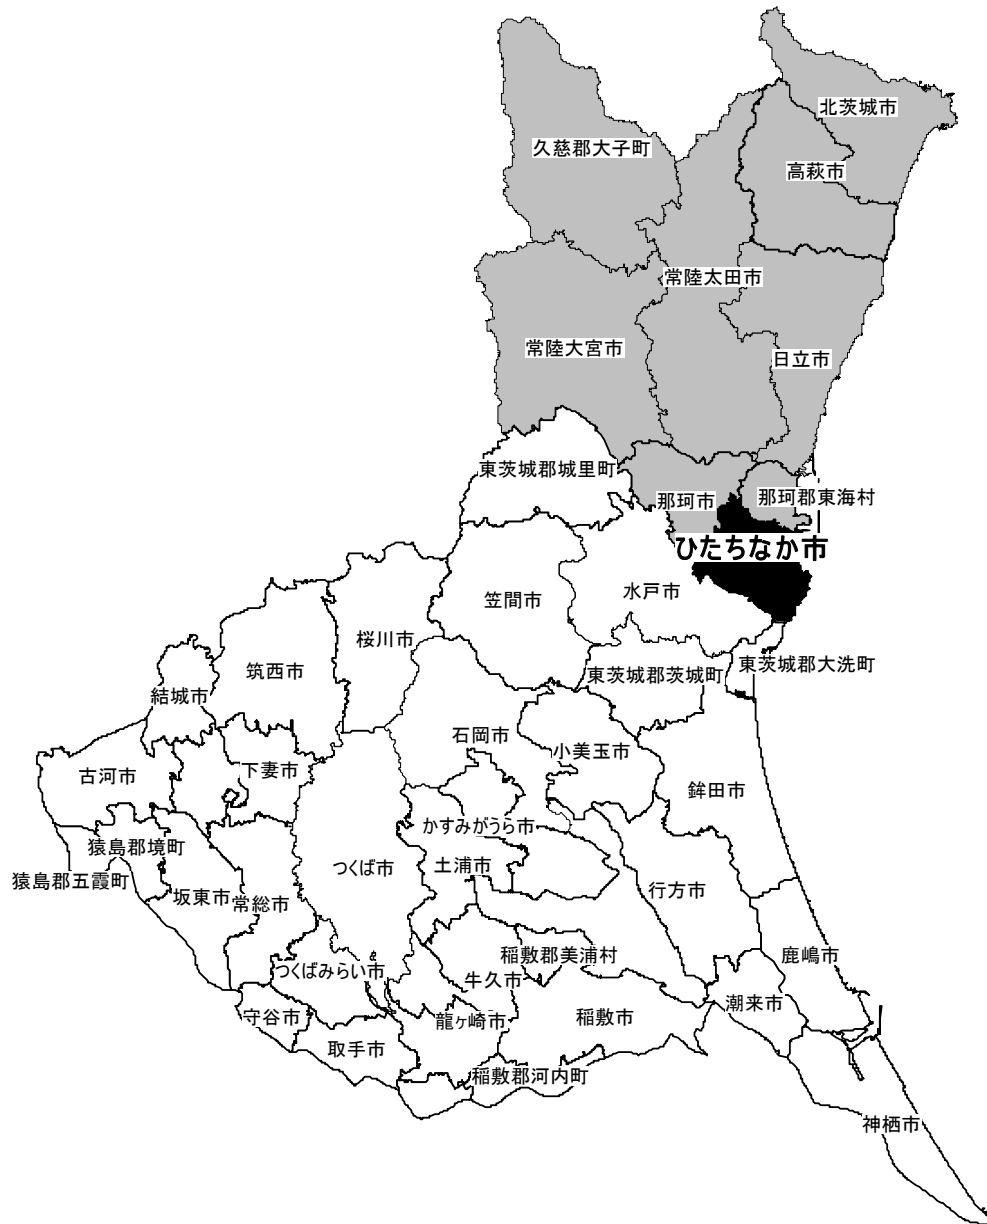 北茨城市
久慈郡大子町
高萩市
常陸太田市
常陸大宮市
日立市
東茨城郡城里町
那珂市
那珂郡東海村
ひたちなか市
水戸市
笠間市
桜川市
東茨城郡大洗町
筑西市
東茨城郡茨城町
結城市
石岡市
小美玉市
下妻市
古河市
鉾田市
かすみがうら市
猿島郡境町
つくば市
土浦市
猿島郡五霞町
行方市
坂東市
常総市
稲敷郡美浦村
鹿嶋市
つくばみらい市
牛久市
潮来市
守谷市
龍ヶ崎市
稲敷市
取手市
稲敷郡河内町
神栖市